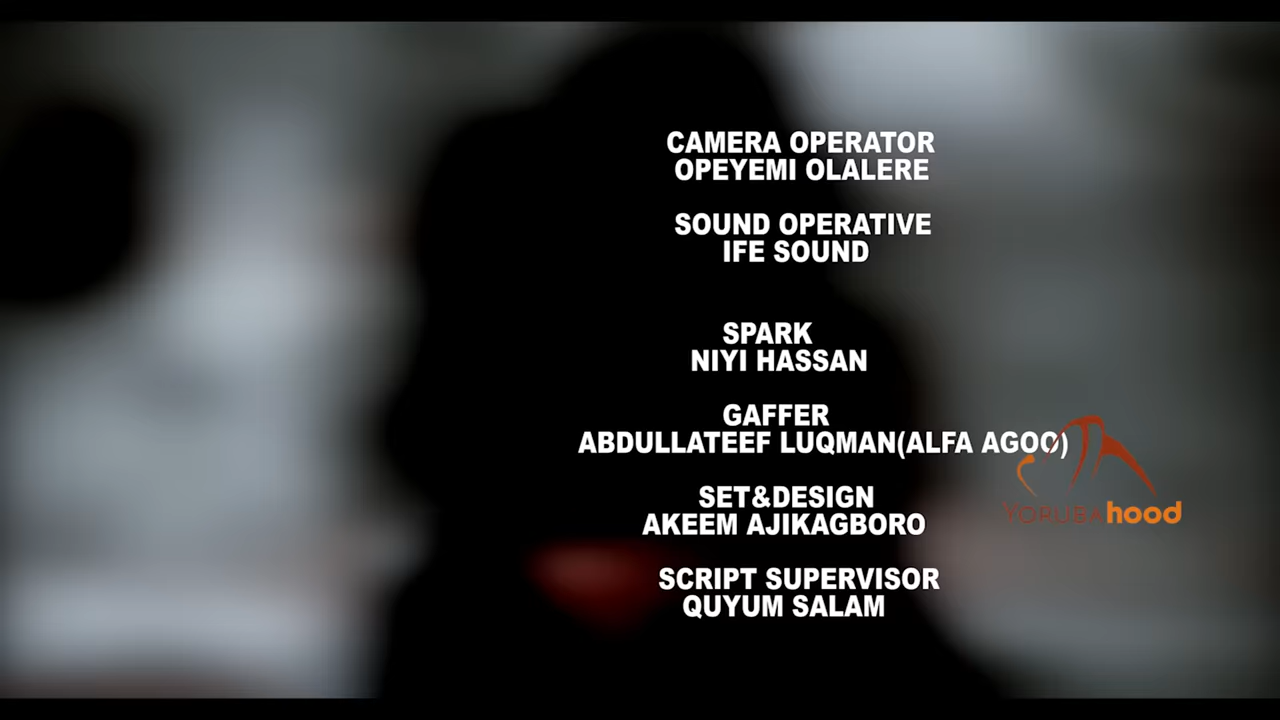 CAMERA OPERATOR
OPEYEMI OLALERE
SOUND OPERATIVE
IFE SOUND
SPARK
NIYI HASSAN
GAFFER
ABDULLATEEF LUQMAN(ALFA AGOO)
SET&DESIGN
AKEEM AJIKAGBORO
SCRIPT SUPERVISOR
QUYUM SALAM
YORUBAhood